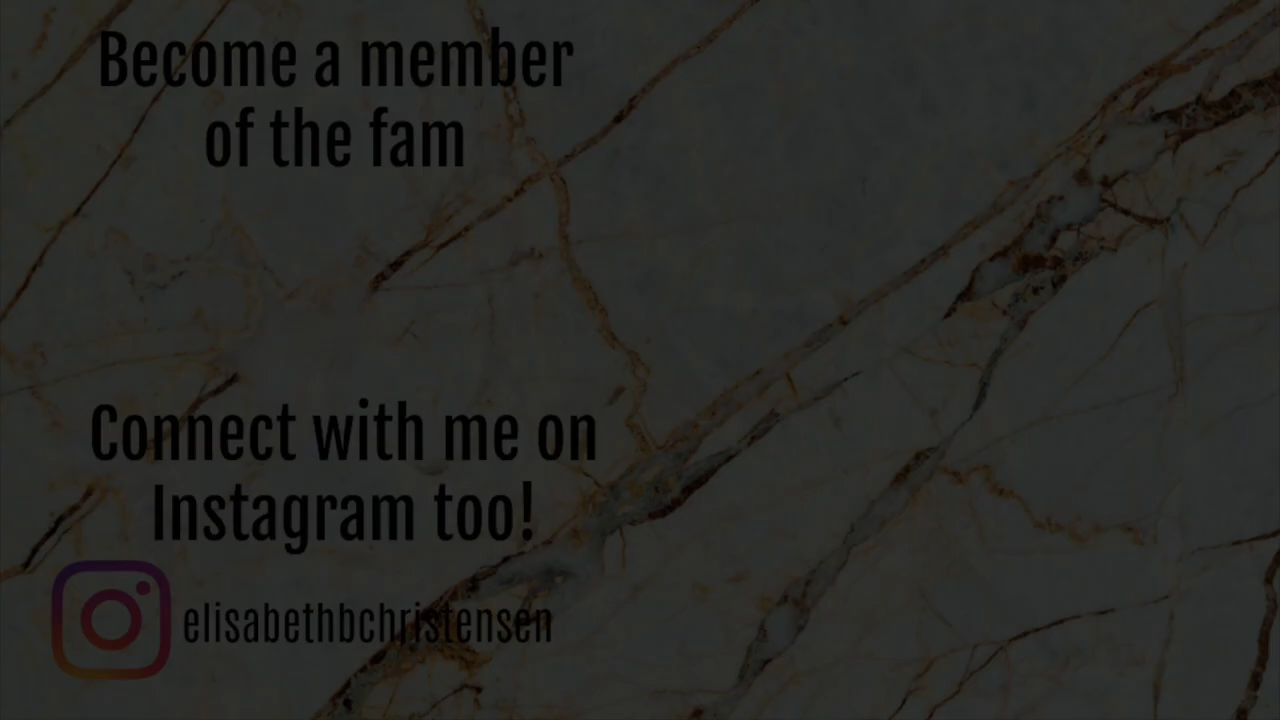 Become a member
of the fam
Connect with me on
Instagram too!
elisabethbchristensen